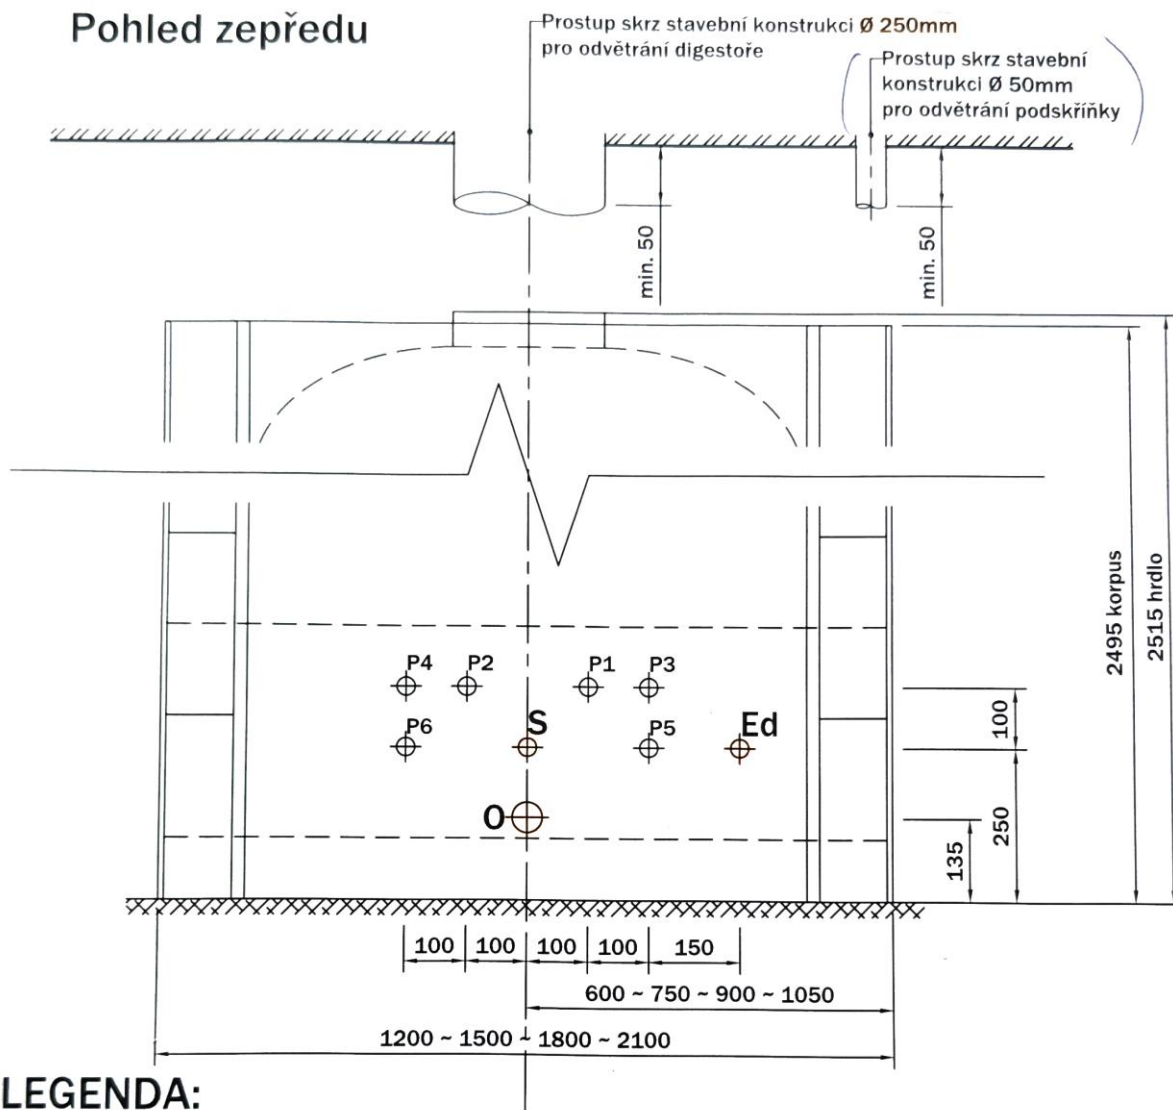 Pohled zepředu
Prostup skrz stavební konstrukci Ø 250mm
pro odvětrání digestoře
Prostup skrz stavební
konstrukci Ø 50mm
pro odvětrání podskříňky
min. 50
min. 50
2495 korpus
2515 hrdlo
P4
P2
P1
P3
P6
S
P5
Ed
O
100
250
135
100
100
100
100
150
600 ~ 750 ~ 900 ~ 1050
1200 ~ 1500 ~ 1800 ~ 2100
LEGENDA: